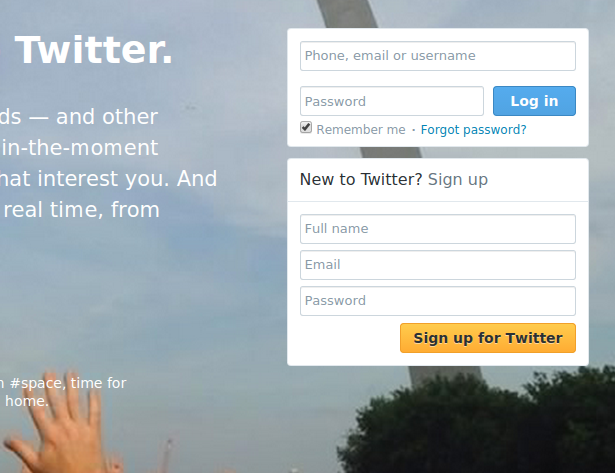 Twitter.
ds — and other
in-the-moment
hat interest you. And
real time, from
n #space, time for
home.
Phone, email or username
Password
Log in
Remember me · Forgot password?
New to Twitter? Sign up
Full name
Email
Password
Sign up for Twitter